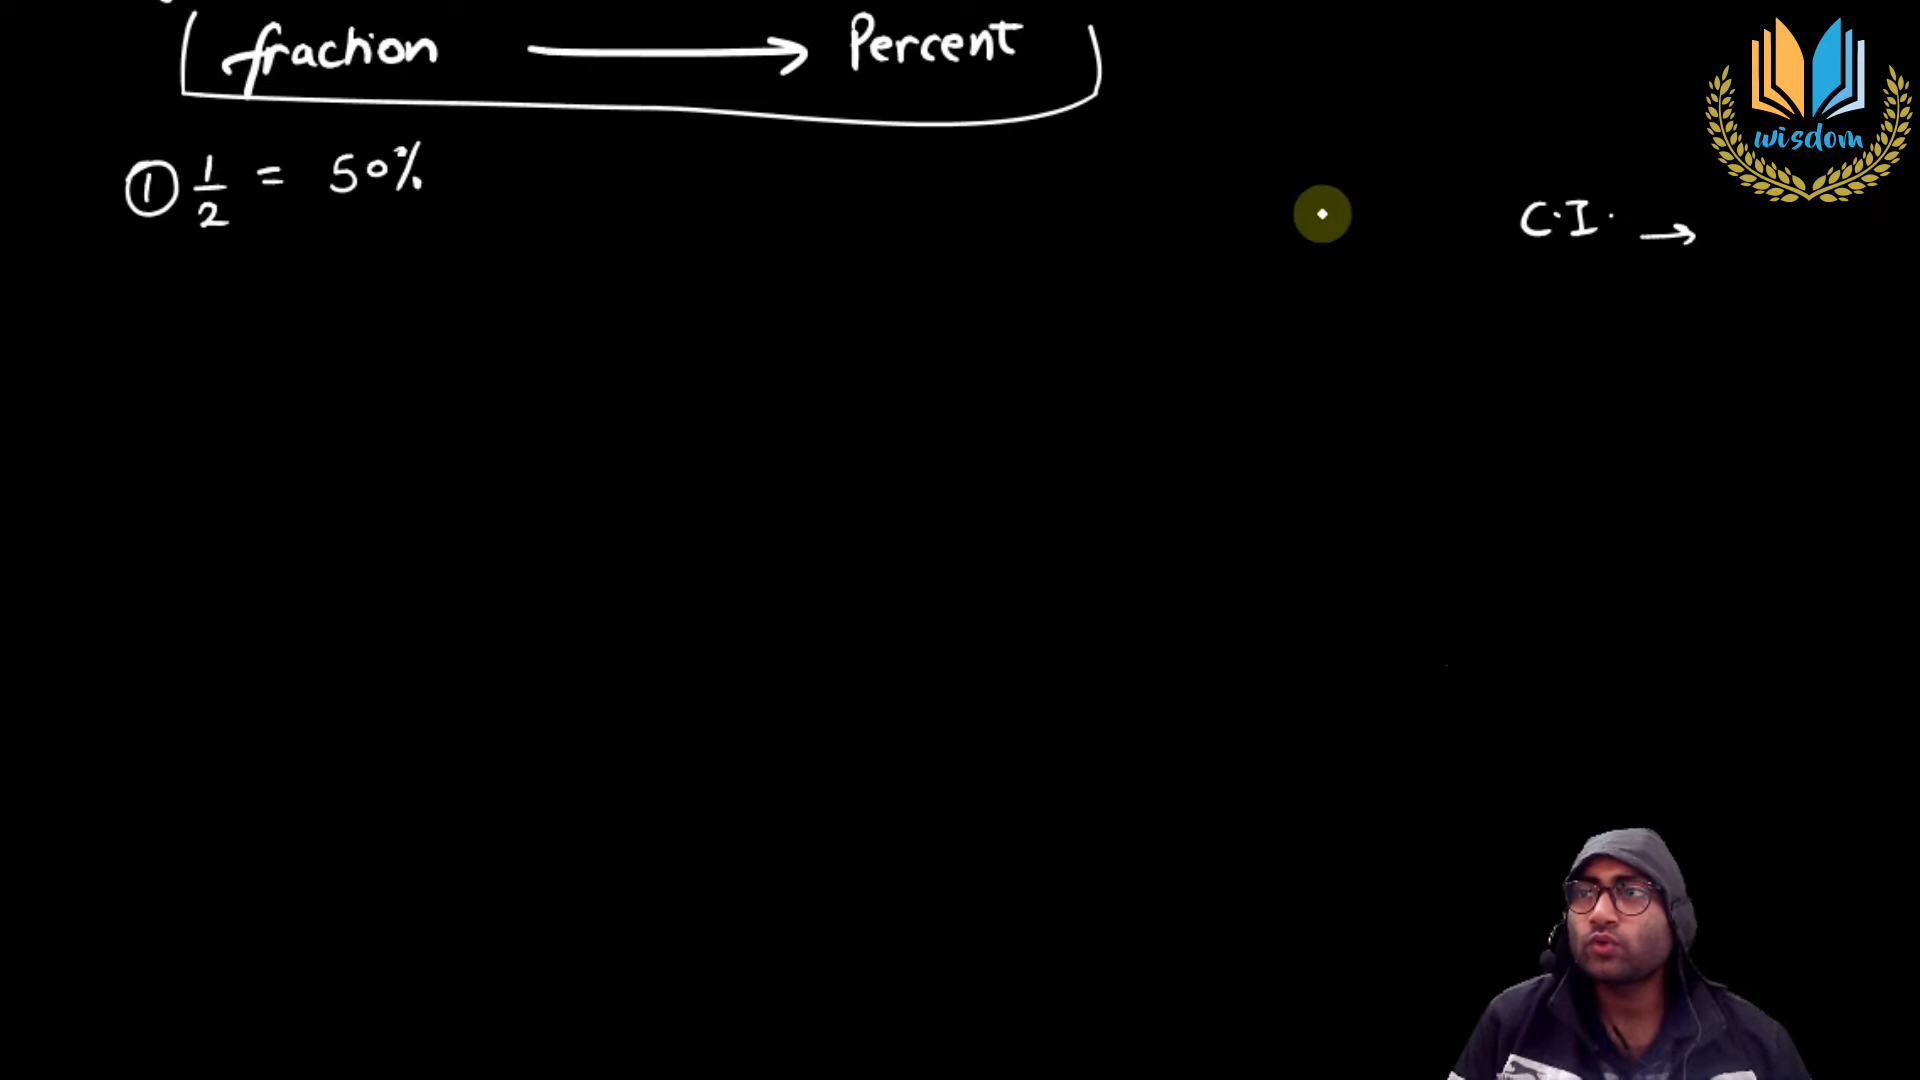 fraction → Percent
① 1/2 = 50%
C.I. →
wisdom